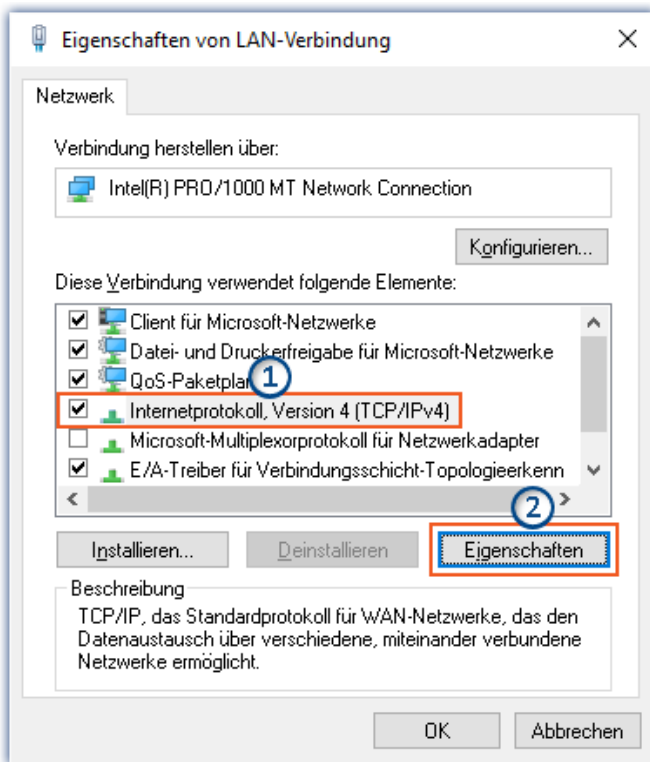 Eigenschaften von LAN-Verbindung
Netzwerk
Verbindung herstellen über:
Intel(R) PRO/1000 MT Network Connection
Konfigurieren...
Diese Verbindung verwendet folgende Elemente:
Client für Microsoft-Netzwerke
Datei- und Druckerfreigabe für Microsoft-Netzwerke
QoS-Paketplan
1
Internetprotokoll, Version 4 (TCP/IPv4)
Microsoft-Multiplexorprotokoll für Netzwerkadapter
E/A-Treiber für Verbindungsschicht-Topologieerkenn
2
Installieren...
Deinstallieren
Eigenschaften
Beschreibung
TCP/IP, das Standardprotokoll für WAN-Netzwerke, das den
Datenaustausch über verschiedene, miteinander verbundene
Netzwerke ermöglicht.
OK
Abbrechen